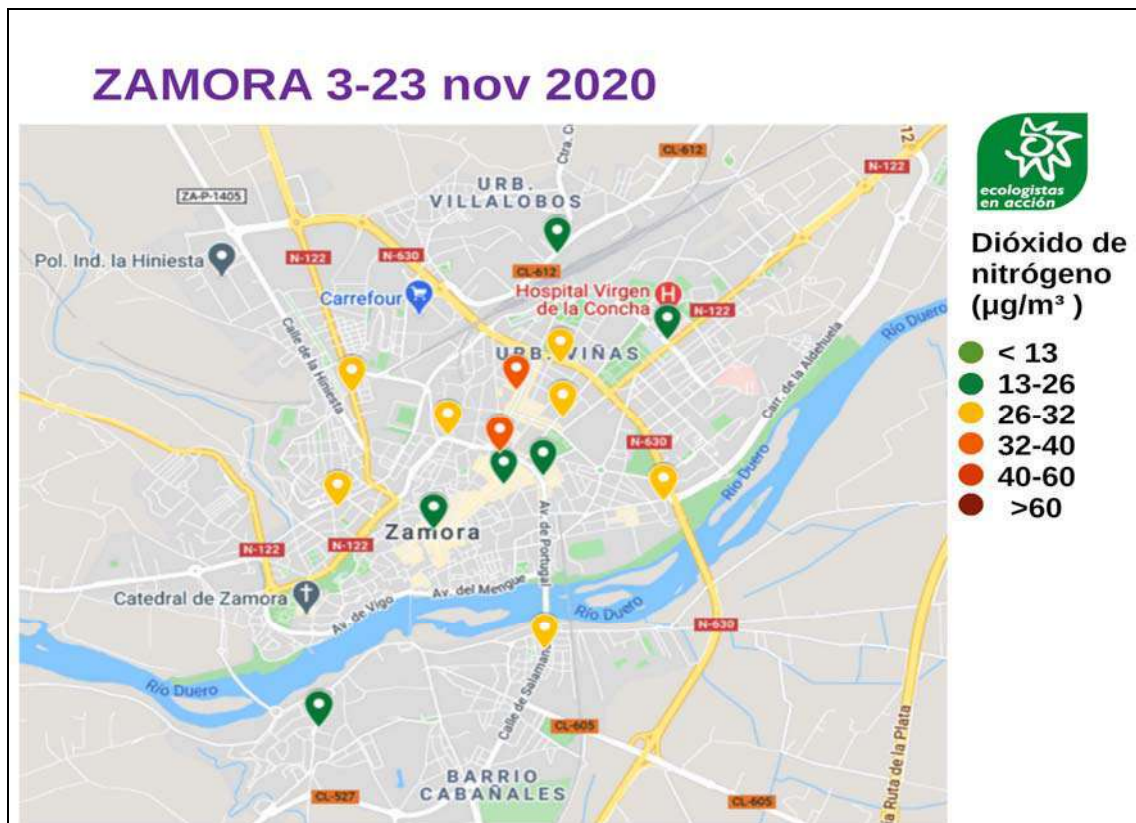 ZAMORA 3-23 nov 2020
ecologistas
en acción
Dióxido de
nitrógeno
(µg/m³ )
< 13
13-26
26-32
32-40
40-60
>60
CL-612
12
N-122
ZA-P-1405
URB.
VILLALOBOS
Pol. Ind. la Hiniesta
N-122
N-630
CL-612
Carrefour
Hospital Virgen
de la Concha
N-122
Río Duero
Calle de la Hiniesta
URB. VIÑAS
Carr. de la Aldehuela
N-630
Río Duero
Zamora
Av. de Portugal
N-122
N-122
Catedral de Zamora
Av. de Vigo
Av. del Mengue
Río Duero
N-630
Río Duero
Calle de Salamanc
CL-605
BARRIO
CABAÑALES
CL-527
CL-605
ía Ruta de la Plata